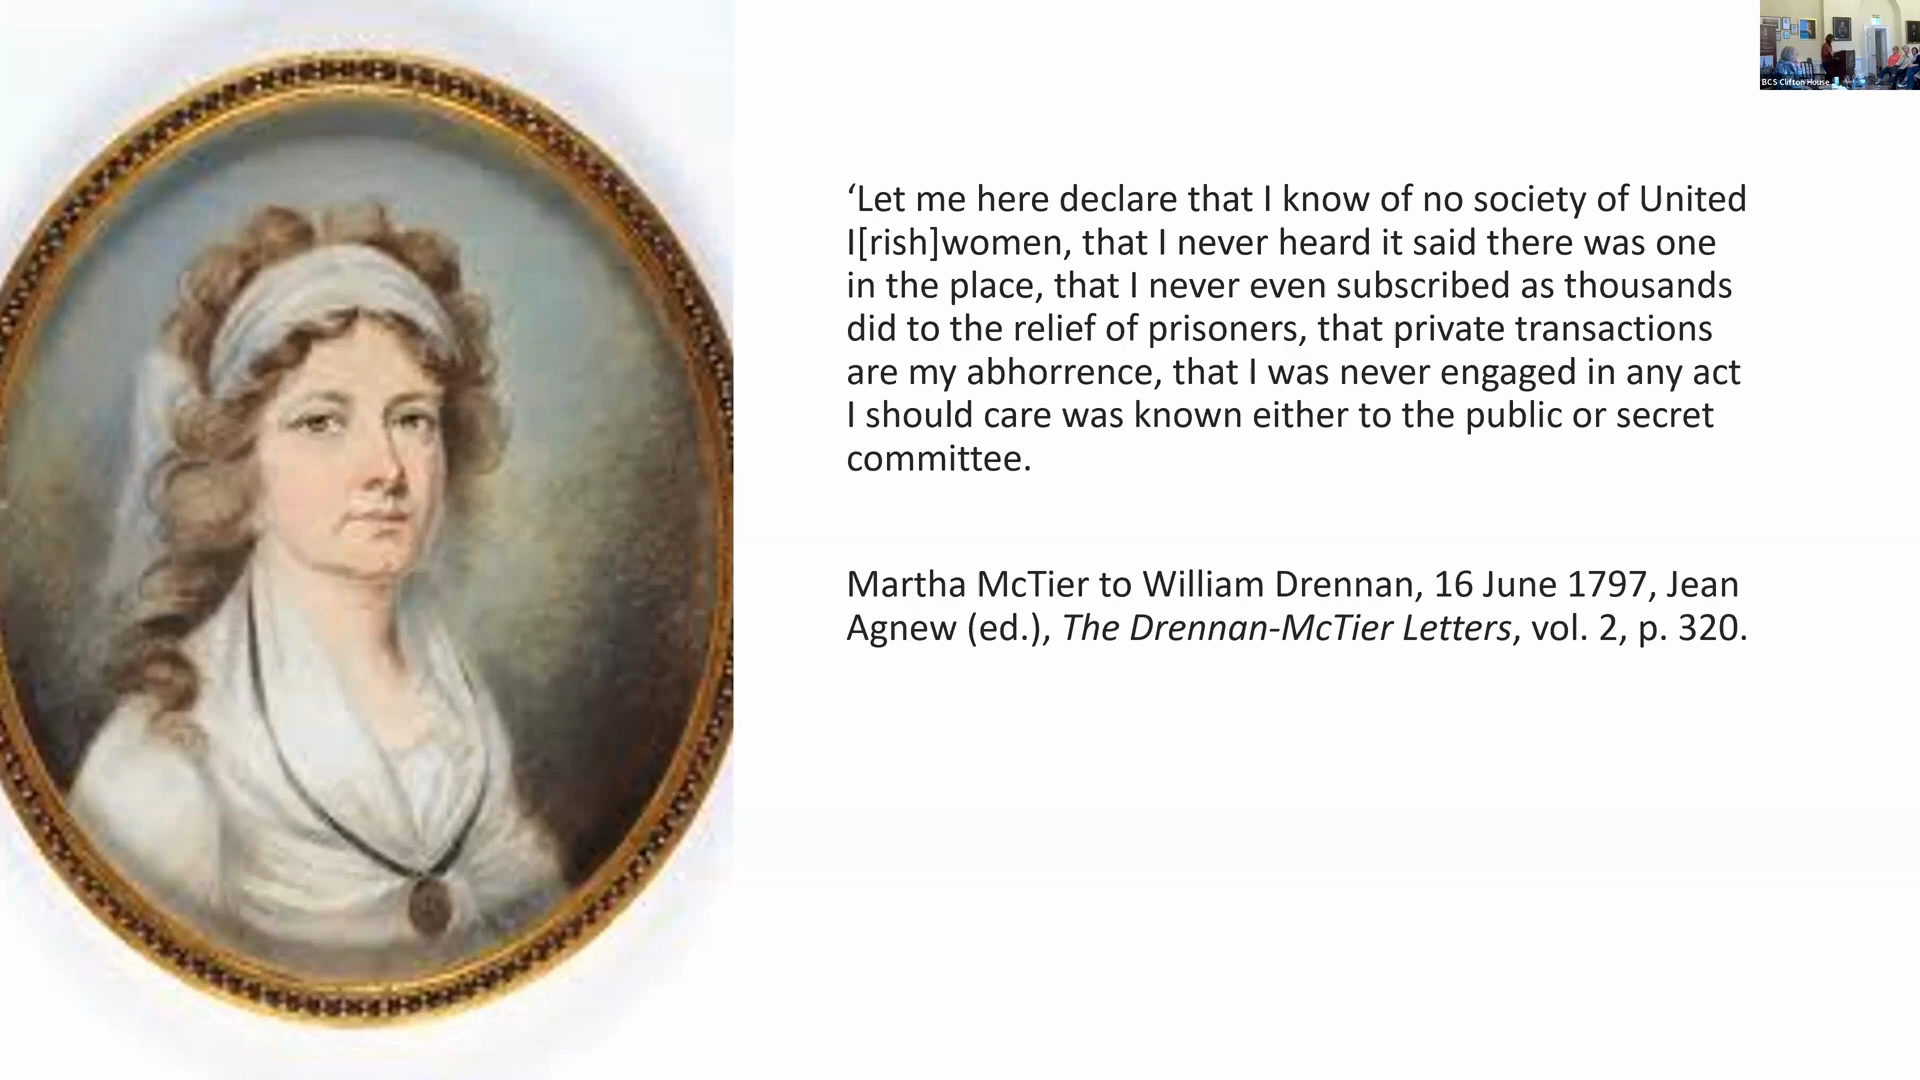 BCS Clifton House
‘Let me here declare that I know of no society of United
I[rish]women, that I never heard it said there was one
in the place, that I never even subscribed as thousands
did to the relief of prisoners, that private transactions
are my abhorrence, that I was never engaged in any act
I should care was known either to the public or secret
committee.
Martha McTier to William Drennan, 16 June 1797, Jean
Agnew (ed.), The Drennan-McTier Letters, vol. 2, p. 320.